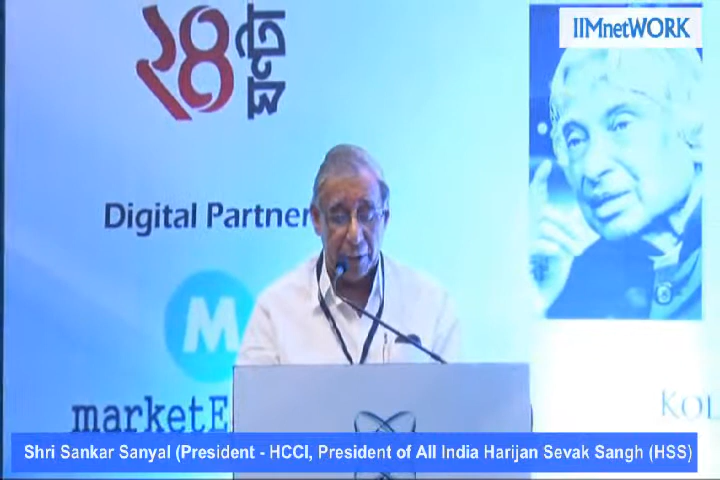 ২৪
ঘণ্টা
IIMnetWORK
Digital Partner
M
marketE
KOL
Shri Sankar Sanyal (President - HCCI, President of All India Harijan Sevak Sangh (HSS)